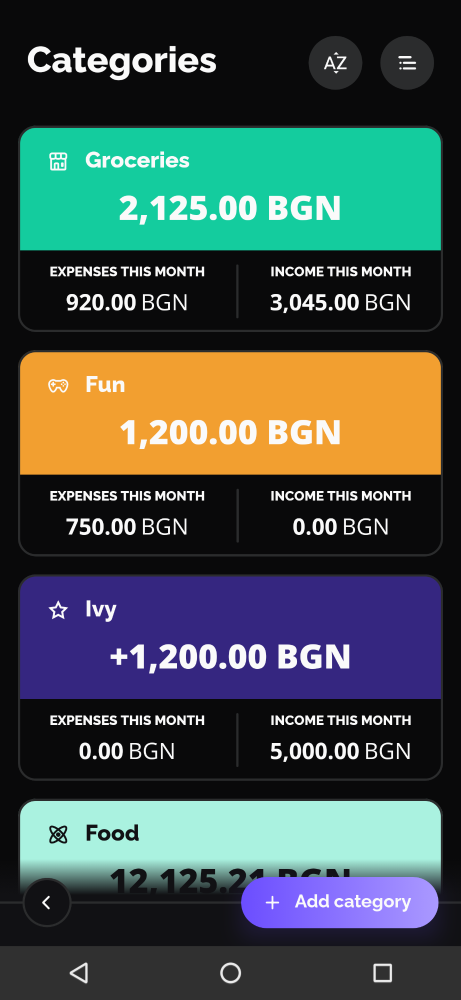 Categories
AZ
Groceries
2,125.00 BGN
EXPENSES THIS MONTH INCOME THIS MONTH
920.00 BGN 3,045.00 BGN
Fun
1,200.00 BGN
EXPENSES THIS MONTH INCOME THIS MONTH
750.00 BGN 0.00 BGN
Ivy
+1,200.00 BGN
EXPENSES THIS MONTH INCOME THIS MONTH
0.00 BGN 5,000.00 BGN
Food
12,125.21 BGN
+ Add category